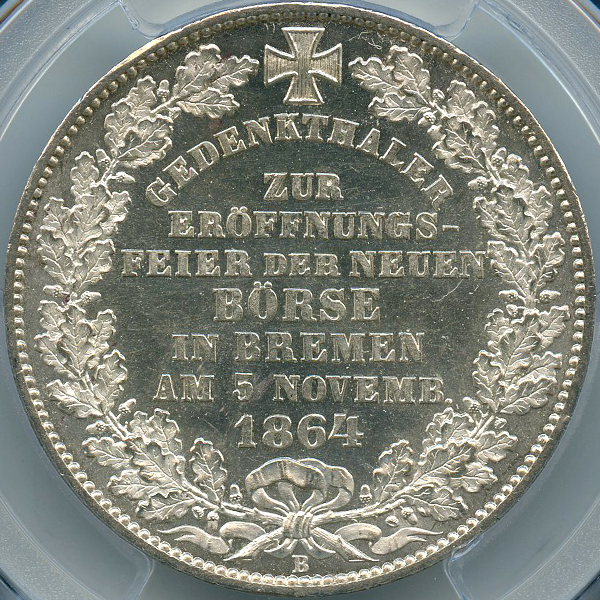 GEDENKTHALER
ZUR
ERÖFFNUNGS-
FEIER DER NEUEN
BÖRSE
IN BREMEN
AM 5 NOVEMB.
1864
B